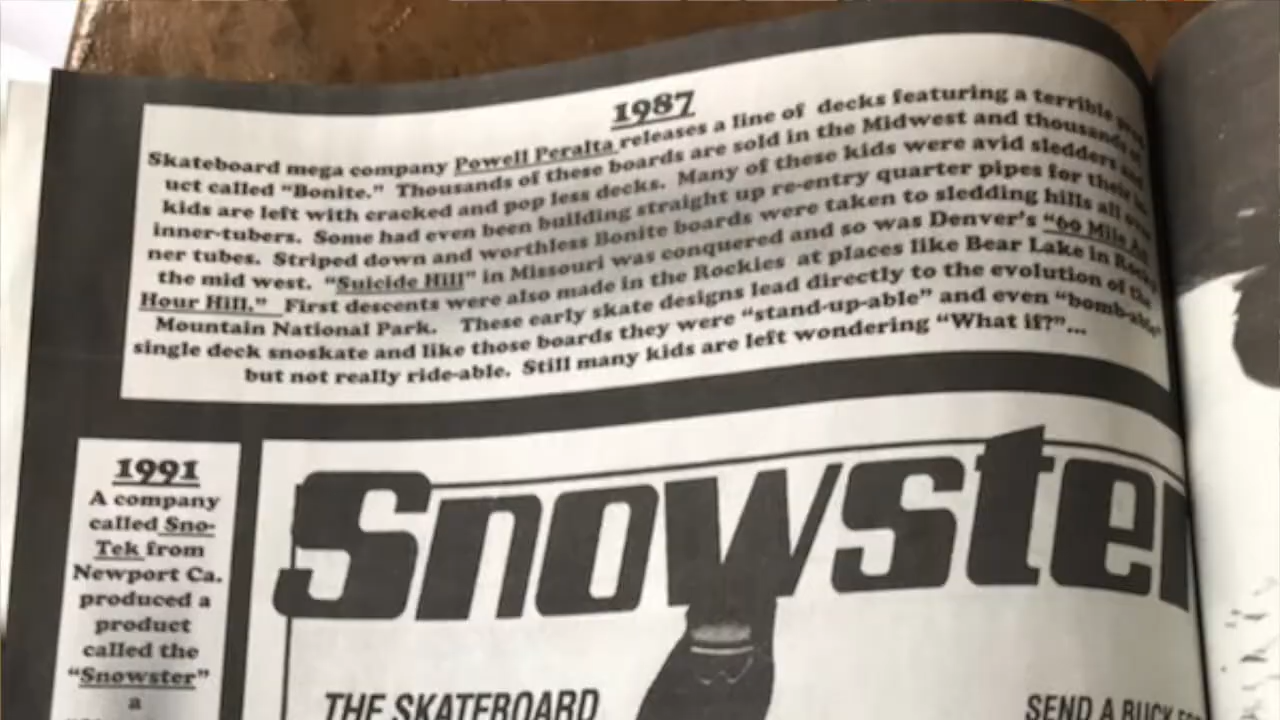 1987
Skateboard mega company Powell Peralta releases a line of decks featuring a terrible
uct called "Bonite." Thousands of these boards are sold in the Midwest and thousands of
kids are left with cracked and pop less decks. Many of these kids were avid sledders and
inner-tubers. Some had even been building straight up re-entry quarter pipes for their in-
ner tubes. Striped down and worthless Bonite boards were taken to sledding hills all over
the mid west. "Suicide Hill" in Missouri was conquered and so was Denver's "60 Mile An
Hour Hill." First descents were also made in the Rockies at places like Bear Lake in Rocky
Mountain National Park. These early skate designs lead directly to the evolution of the
single deck snoskate and like those boards they were "stand-up-able" and even "bomb-able"
but not really ride-able. Still many kids are left wondering "What if?"...
1991
A company
called Sno-
Tek from
Newport Ca.
produced a
product
called the
"Snowster"
a
Snowster
THE SKATEBOARD
SEND A BUCK